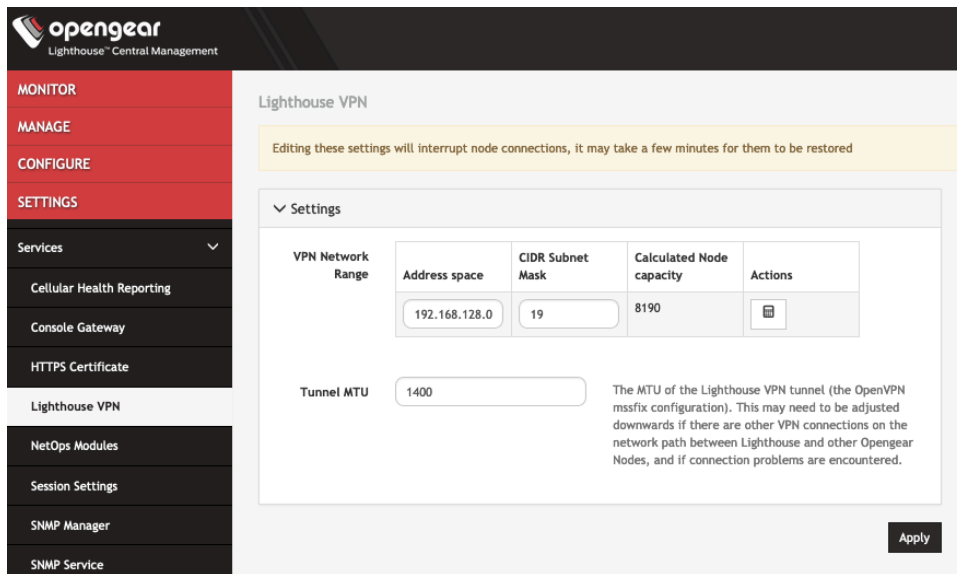 opengear
Lighthouse™ Central Management
MONITOR
MANAGE
CONFIGURE
SETTINGS
Services
Cellular Health Reporting
Console Gateway
HTTPS Certificate
Lighthouse VPN
NetOps Modules
Session Settings
SNMP Manager
SNMP Service
Lighthouse VPN
Editing these settings will interrupt node connections, it may take a few minutes for them to be restored
Settings
VPN Network
Range
Address space
CIDR Subnet
Mask
Calculated Node
capacity
Actions
192.168.128.0
19
8190
Tunnel MTU
1400
The MTU of the Lighthouse VPN tunnel (the OpenVPN
mssfix configuration). This may need to be adjusted
downwards if there are other VPN connections on the
network path between Lighthouse and other Opengear
Nodes, and if connection problems are encountered.
Apply